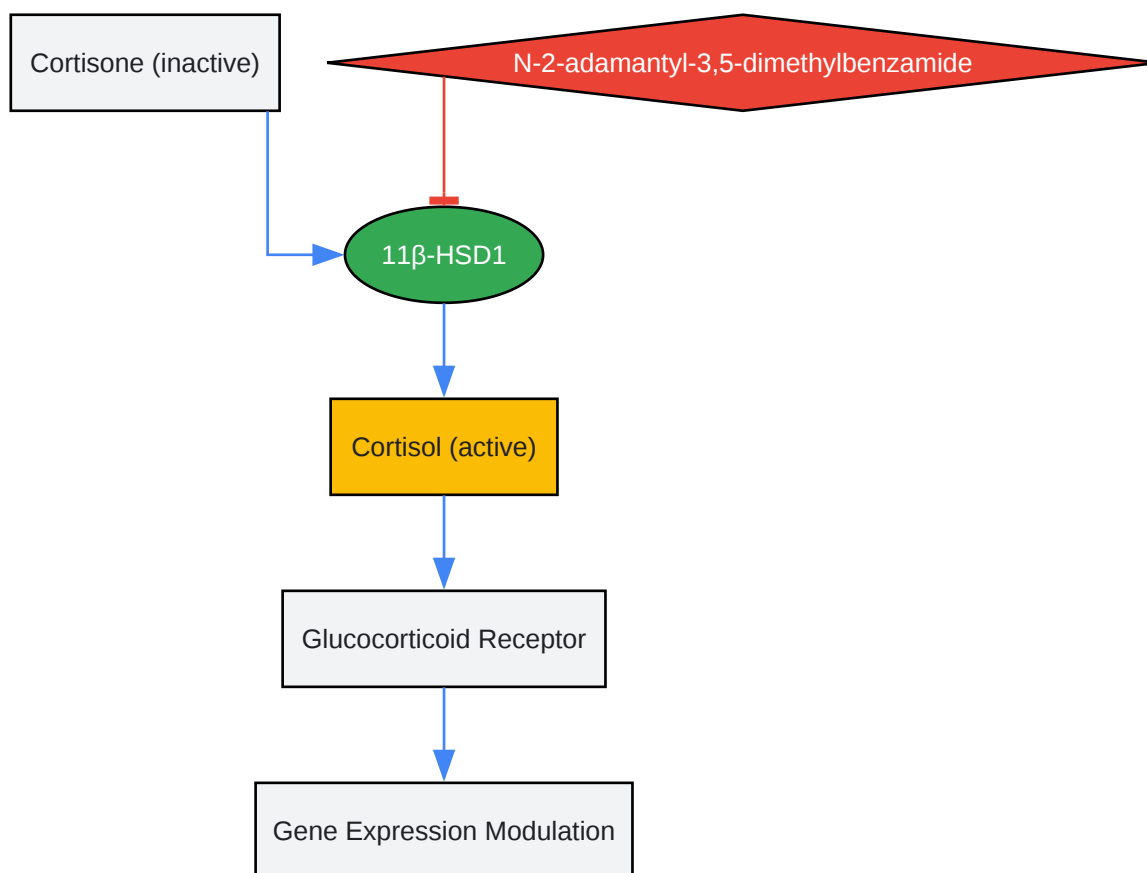 Cortisone (inactive)
N-2-adamantyl-3,5-dimethylbenzamide
11β-HSD1
Cortisol (active)
Glucocorticoid Receptor
Gene Expression Modulation